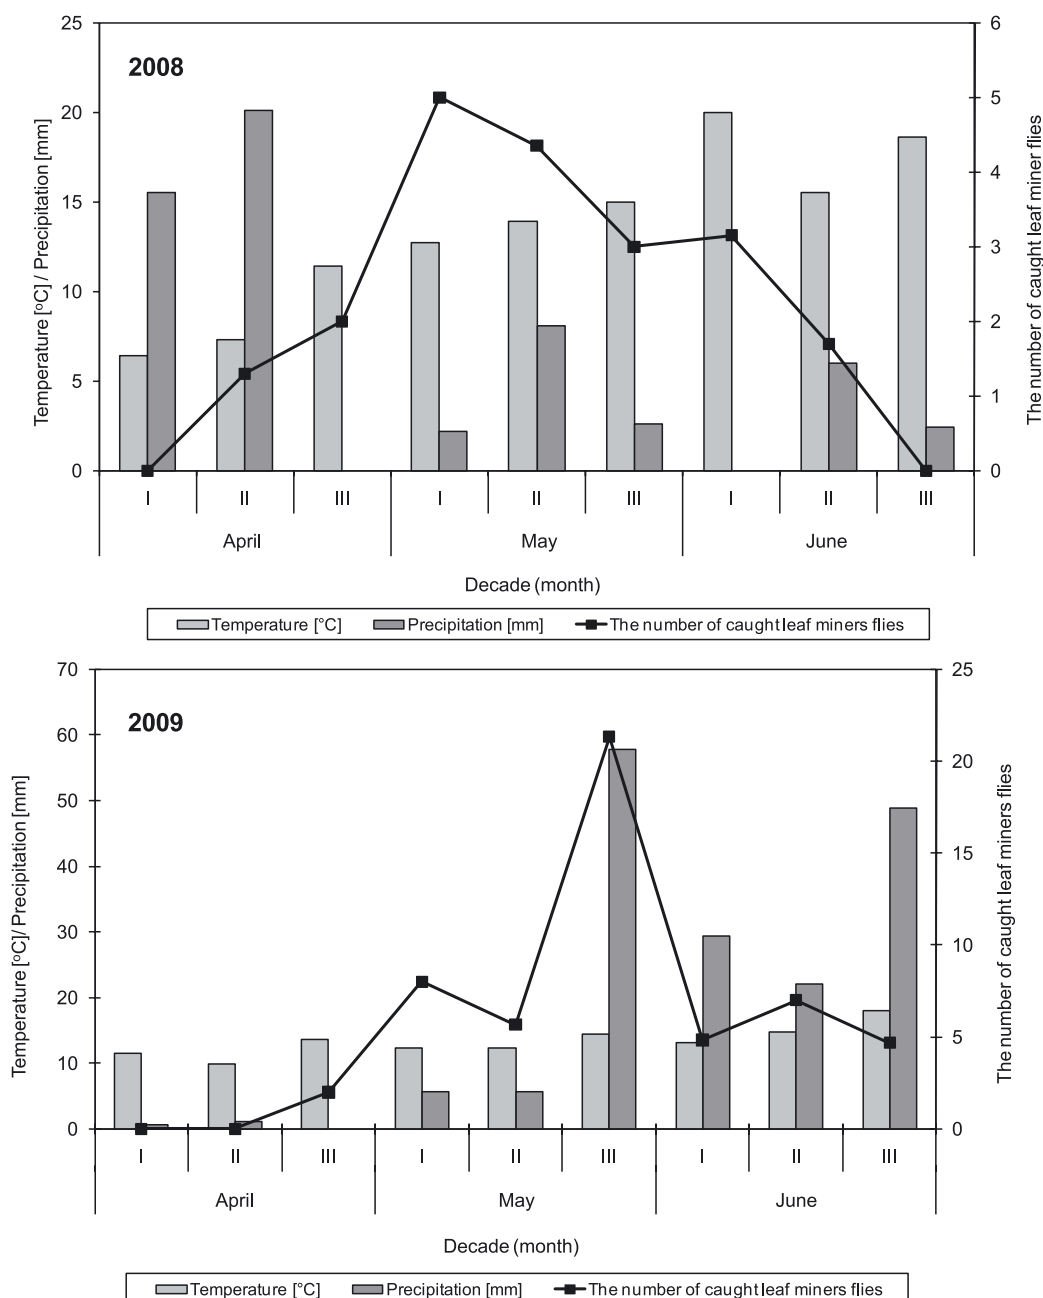 2008
Temperature [°C] / Precipitation [mm]
25
20
15
10
5
0
The number of caught leaf miner flies
6
5
4
3
2
1
0
I II III I II III I II III
April May June
Decade (month)
Temperature [°C] Precipitation [mm] The number of caught leaf miners flies
2009
Temperature [°C]/ Precipitation [mm]
70
60
50
40
30
20
10
0
The number of caught leaf miners flies
25
20
15
10
5
0
I II III I II III I II III
April May June
Decade (month)
Temperature [°C] Precipitation [mm] The number of caught leaf miners flies